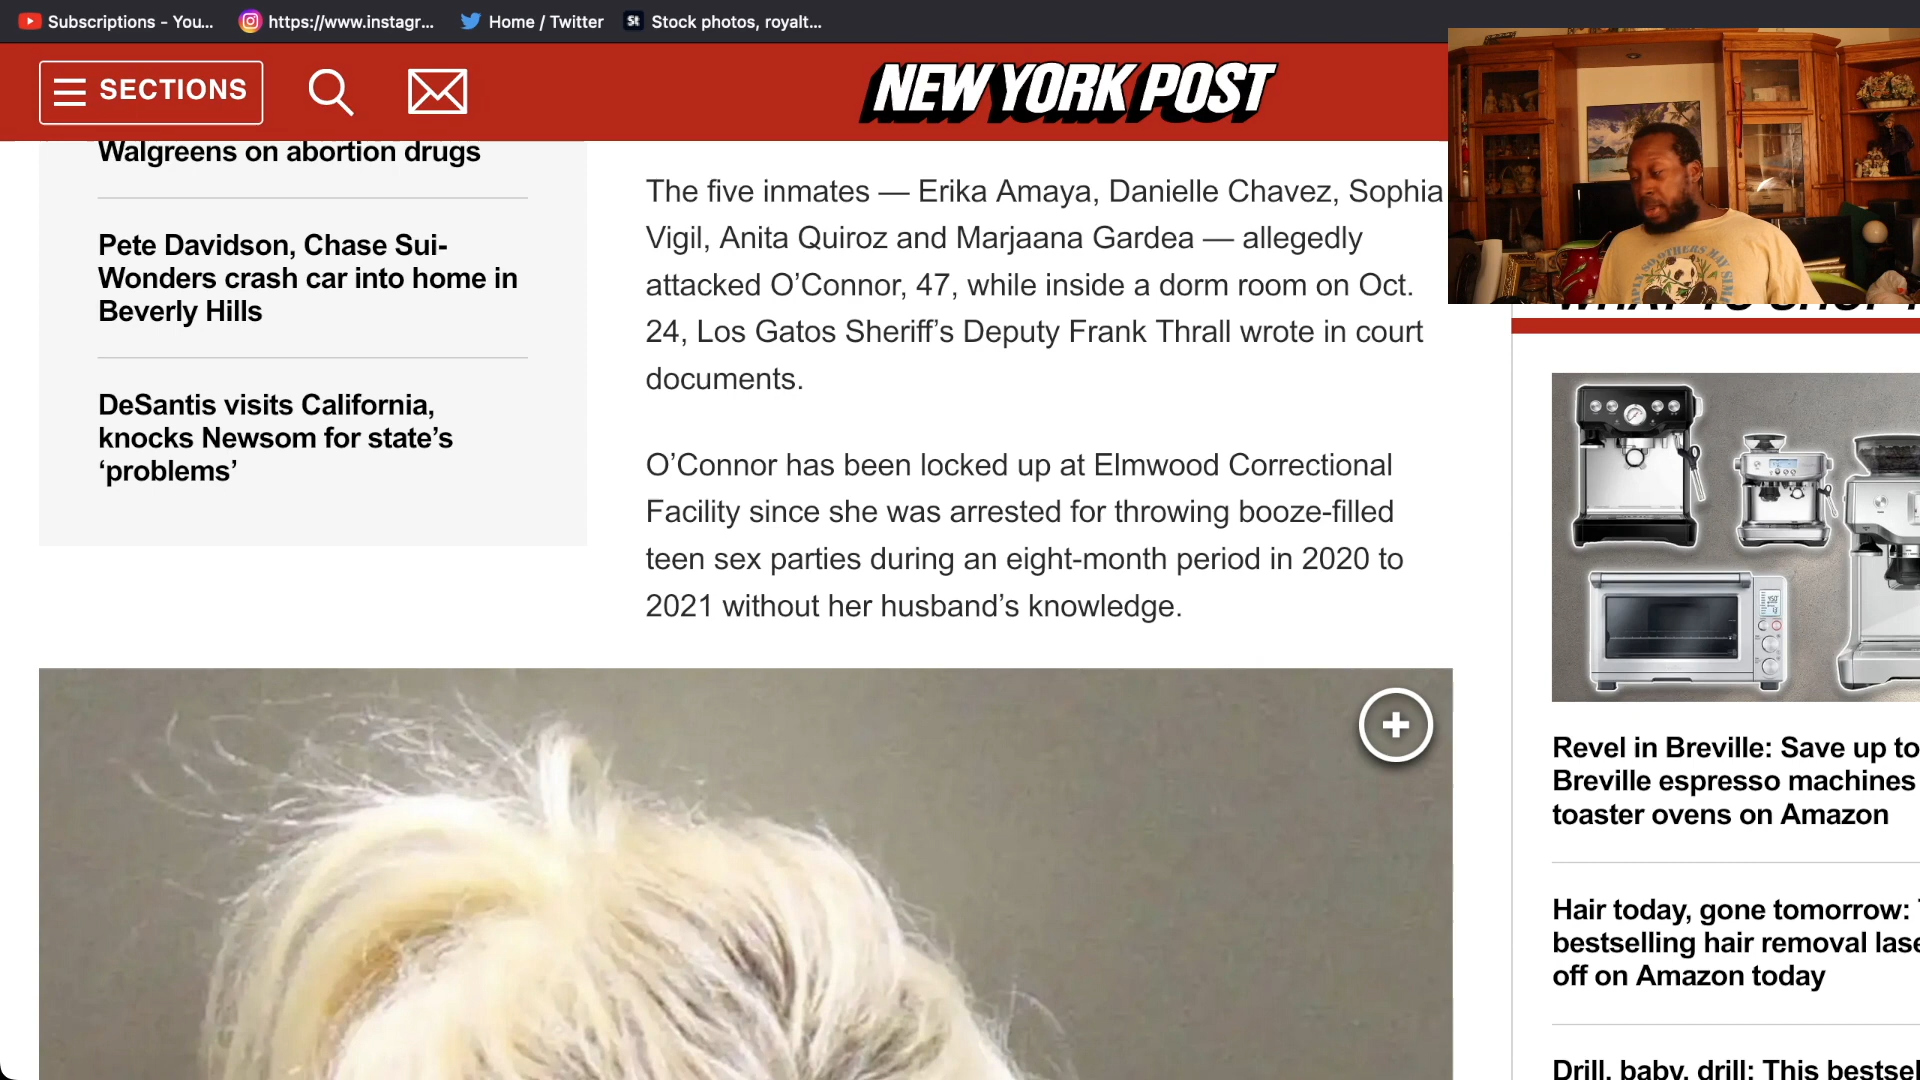 Subscriptions - You...
https://www.instagr...
Home / Twitter
St
Stock photos, royalt...
SECTIONS
NEW YORK POST
Walgreens on abortion drugs
Pete Davidson, Chase Sui-
Wonders crash car into home in
Beverly Hills
DeSantis visits California,
knocks Newsom for state’s
‘problems’
The five inmates — Erika Amaya, Danielle Chavez, Sophia
Vigil, Anita Quiroz and Marjaana Gardea — allegedly
attacked O’Connor, 47, while inside a dorm room on Oct.
24, Los Gatos Sheriff’s Deputy Frank Thrall wrote in court
documents.
O’Connor has been locked up at Elmwood Correctional
Facility since she was arrested for throwing booze-filled
teen sex parties during an eight-month period in 2020 to
2021 without her husband’s knowledge.
SO OTHERS MAY
Revel in Breville: Save up to
Breville espresso machines
toaster ovens on Amazon
Hair today, gone tomorrow:
bestselling hair removal lase
off on Amazon today
Drill, baby, drill: This bestsel